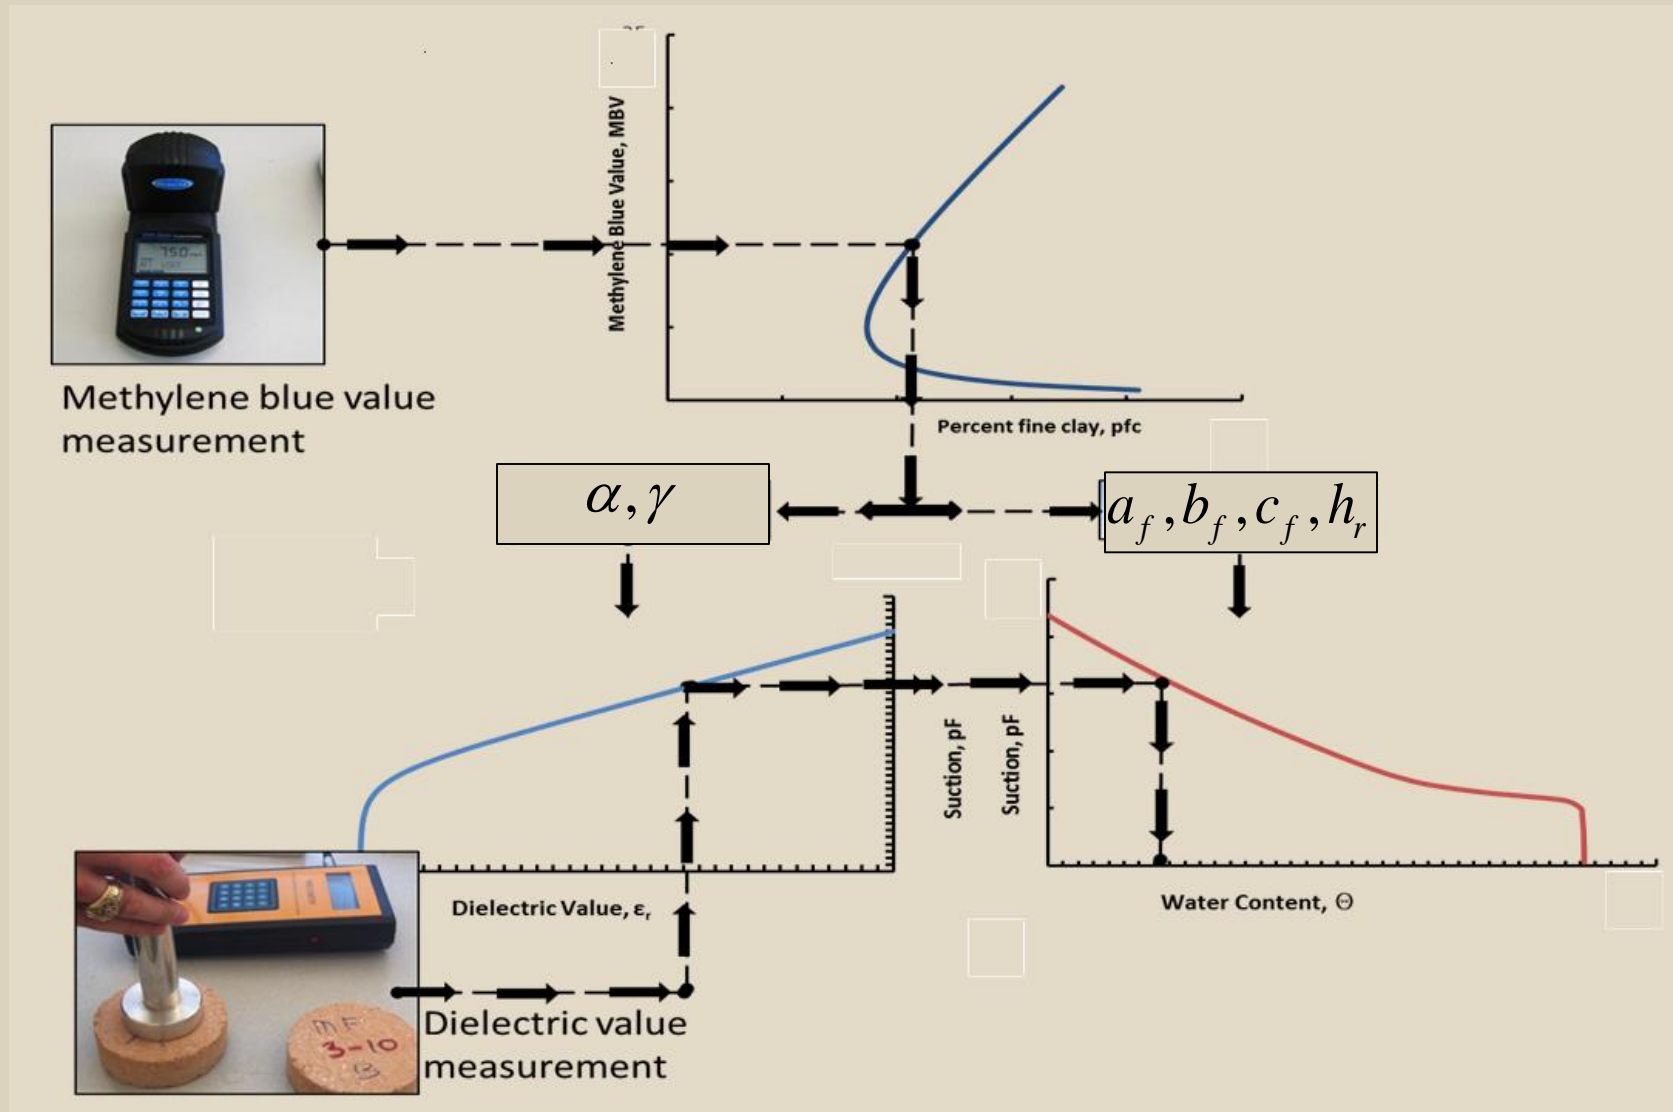 Methylene Blue Value, MBV
750
Methylene blue value
measurement
Percent fine clay, pfc
α, γ
a_f, b_f, c_f, h_r
Suction, pF
Suction, pF
Dielectric Value, ε_r
Water Content, Θ
MF
3-10
B
Dielectric value
measurement